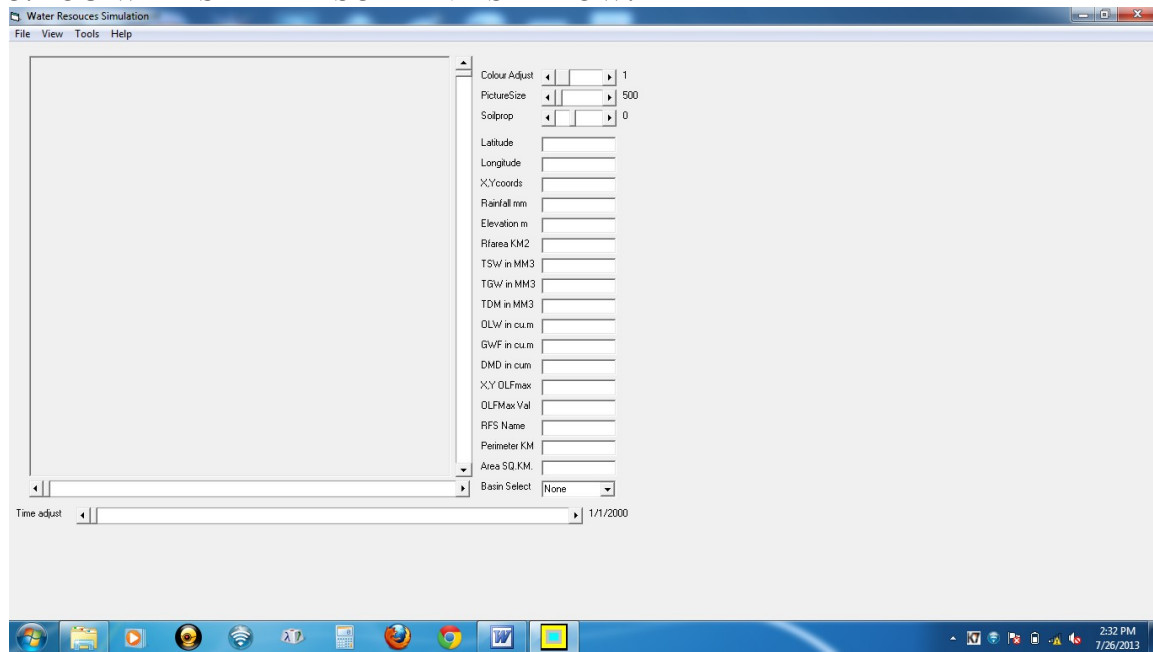 Water Resouces Simulation
File View Tools Help
Colour Adjust 1
PictureSize 500
Soilprop 0
Latitude
Longitude
X,Ycoords
Rainfall mm
Elevation m
Rfarea KM2
TSW in MM3
TGW in MM3
TDM in MM3
OLW in cu.m
GWF in cu.m
DMD in cum
X,Y OLFmax
OLFMax Val
RFS Name
Perimeter KM
Area SQ.KM.
Basin Select None
Time adjust 1/1/2000
2:32 PM
7/26/2013